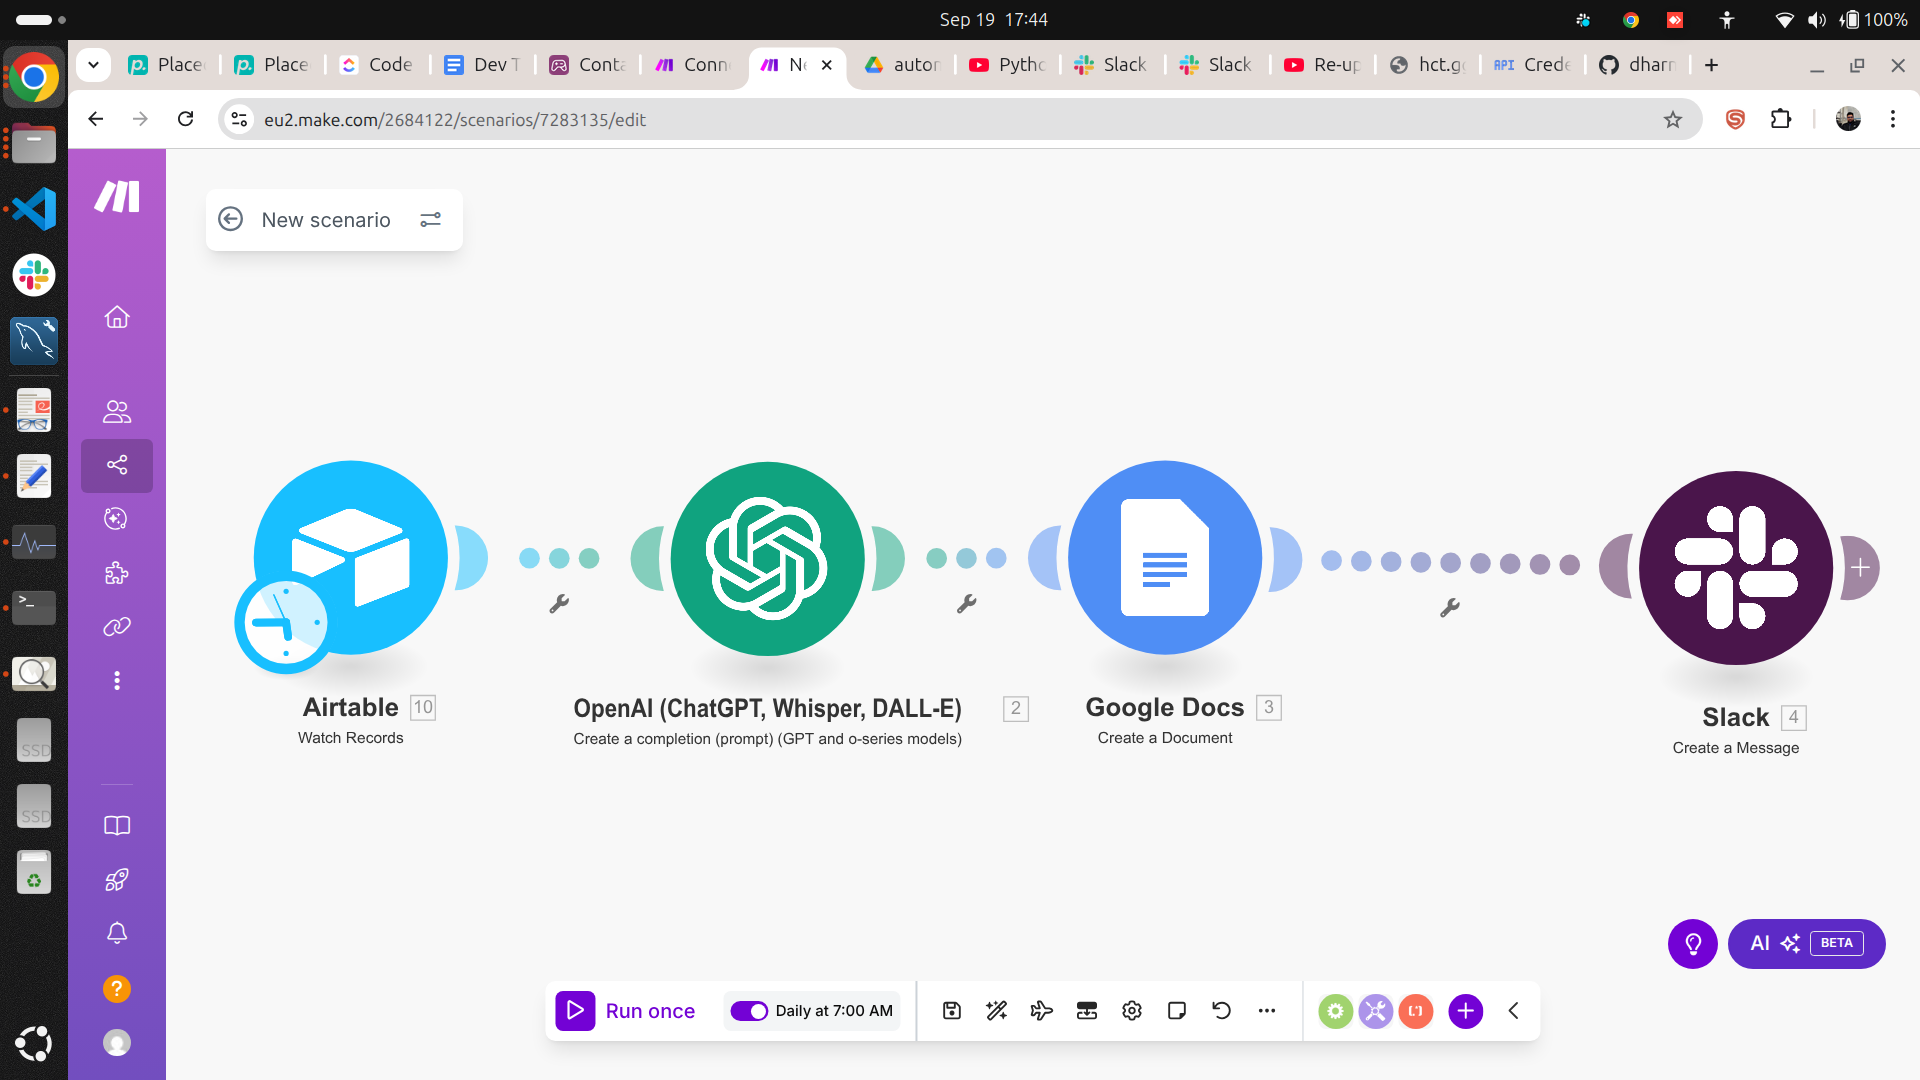 Sep 19 17:44
100%
Place
Place
Code
Dev T
Conta
Conn
Ne
autor
Pytho
Slack
Slack
Re-up
hct.g
API Crede
dharm
eu2.make.com/2684122/scenarios/7283135/edit
New scenario
Airtable 10
Watch Records
OpenAI (ChatGPT, Whisper, DALL-E) 2
Create a completion (prompt) (GPT and o-series models)
Google Docs 3
Create a Document
Slack 4
Create a Message
SSD
SSD
?
AI BETA
Run once
Daily at 7:00 AM